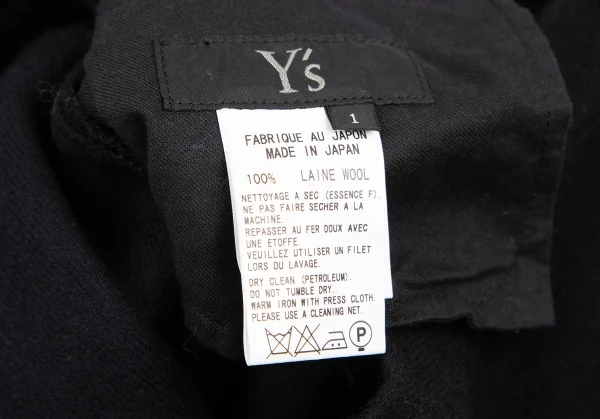 Y's
1
FABRIQUE AU JAPON
MADE IN JAPAN
100% LAINE WOOL
NETTOYAGE A SEC (ESSENCE F).
NE PAS FAIRE SECHER A LA
MACHINE.
REPASSER AU FER DOUX AVEC
UNE ETOFFE.
VEUILLEZ UTILISER UN FILET
LORS DU LAVAGE.
DRY CLEAN (PETROLEUM).
DO NOT TUMBLE DRY.
WARM IRON WITH PRESS CLOTH.
PLEASE USE A CLEANING NET.
P